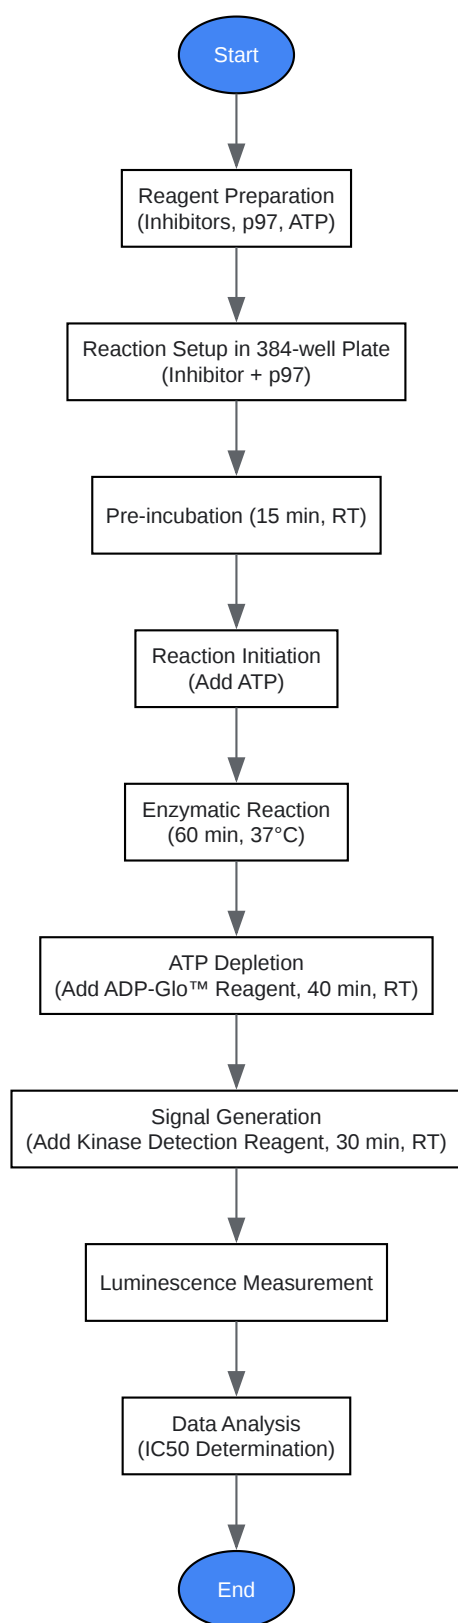 Start
Reagent Preparation
(Inhibitors, p97, ATP)
Reaction Setup in 384-well Plate
(Inhibitor + p97)
Pre-incubation (15 min, RT)
Reaction Initiation
(Add ATP)
Enzymatic Reaction
(60 min, 37°C)
ATP Depletion
(Add ADP-Glo™ Reagent, 40 min, RT)
Signal Generation
(Add Kinase Detection Reagent, 30 min, RT)
Luminescence Measurement
Data Analysis
(IC50 Determination)
End